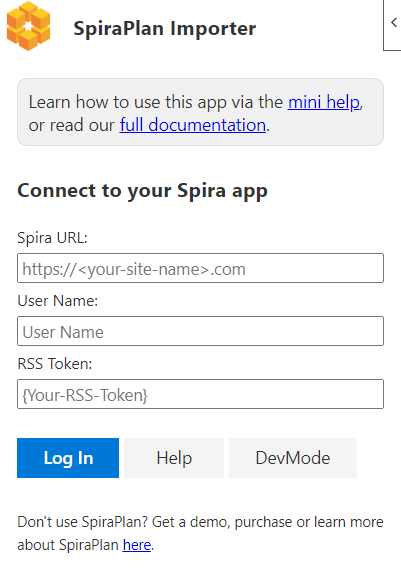 SpiraPlan Importer
<
Learn how to use this app via the mini help,
or read our full documentation.
Connect to your Spira app
Spira URL:
https://<your-site-name>.com
User Name:
User Name
RSS Token:
{Your-RSS-Token}
Log In Help DevMode
Don't use SpiraPlan? Get a demo, purchase or learn more
about SpiraPlan here.